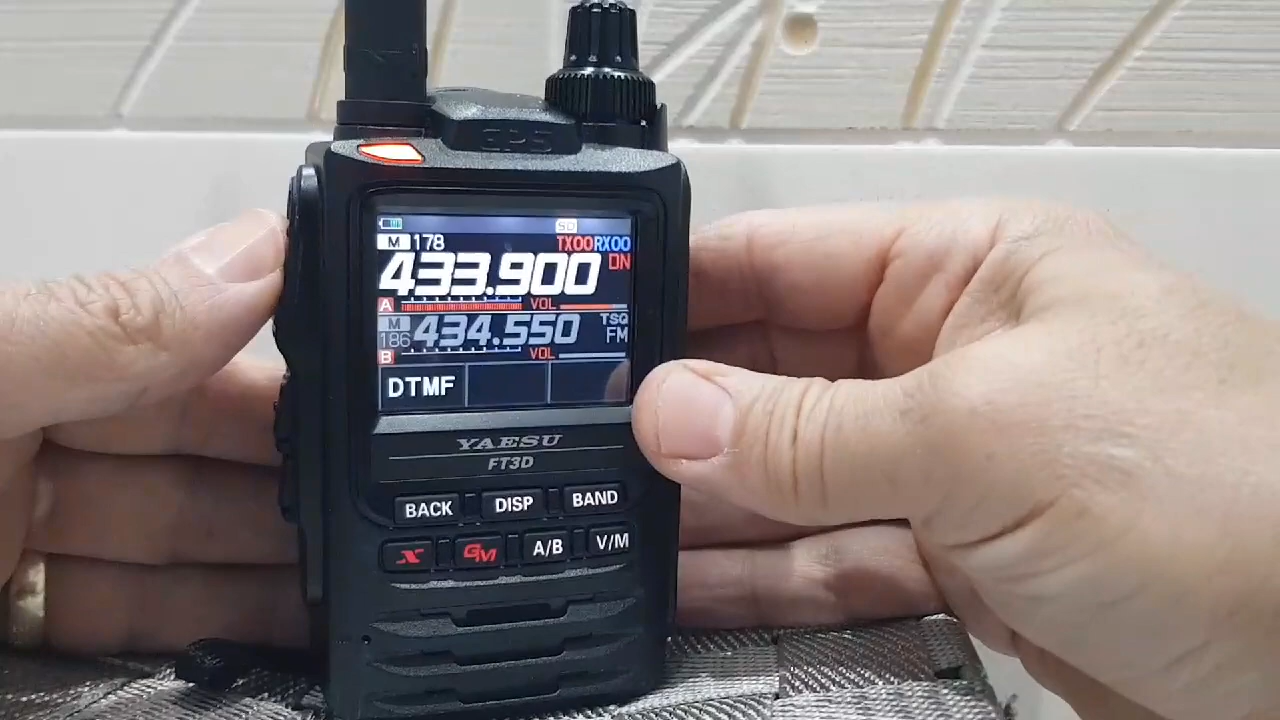 GPS
SD
M 178 TX00RX00
433.900 DN
A VOL
M 186 434.550 TSQ FM
B VOL
DTMF
YAESU
FT3D
BACK DISP BAND
X GM A/B V/M